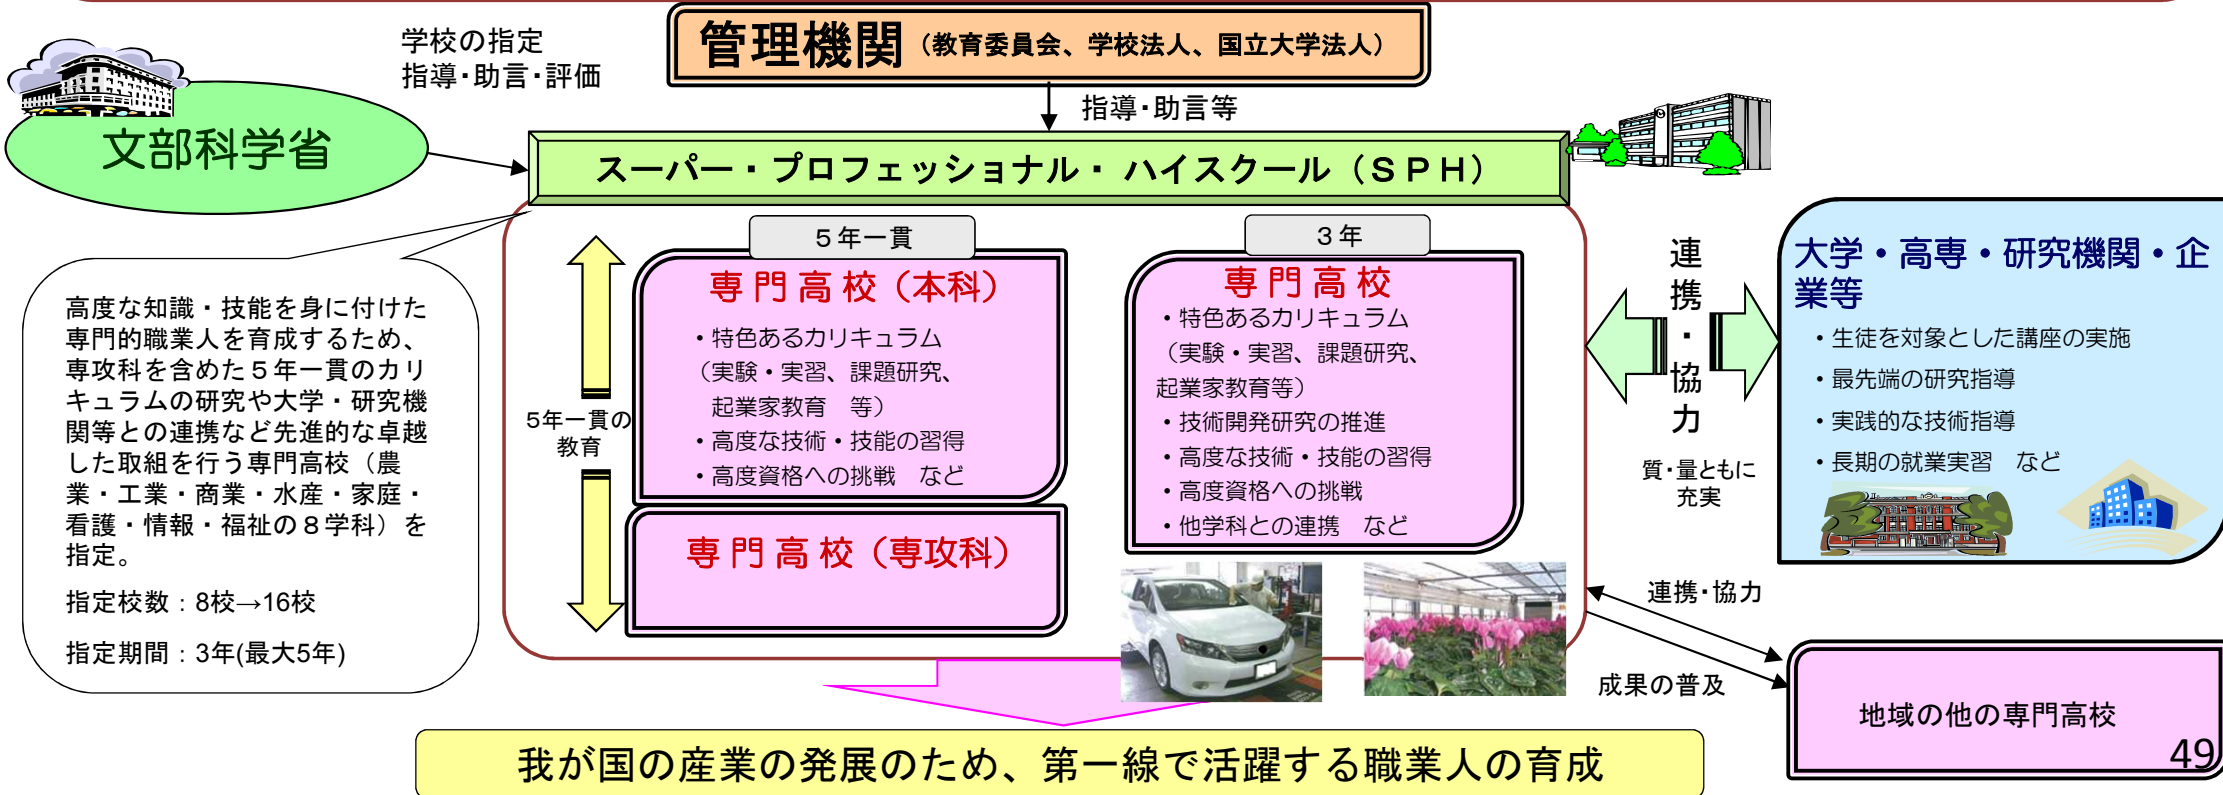 学校の指定
指導・助言・評価
管理機関（教育委員会、学校法人、国立大学法人）
指導・助言等
文部科学省
スーパー・プロフェッショナル・ ハイスクール（ＳＰＨ）
高度な知識・技能を身に付けた
専門的職業人を育成するため、
専攻科を含めた５年一貫のカリ
キュラムの研究や大学・研究機
関等との連携など先進的な卓越
した取組を行う専門高校（農
業・工業・商業・水産・家庭・
看護・情報・福祉の８学科）を
指定。
指定校数：8校→16校
指定期間：3年(最大5年)
5年一貫の
教育
５年一貫
専門高校（本科）
・特色あるカリキュラム
（実験・実習、課題研究、
起業家教育　等）
・高度な技術・技能の習得
・高度資格への挑戦　など
専門高校（専攻科）
３年
専門高校
・特色あるカリキュラム
（実験・実習、課題研究、
起業家教育等）
・技術開発研究の推進
・高度な技術・技能の習得
・高度資格への挑戦
・他学科との連携　など
連携・協力
質・量ともに
充実
大学・高専・研究機関・企
業等
・生徒を対象とした講座の実施
・最先端の研究指導
・実践的な技術指導
・長期の就業実習　など
連携・協力
成果の普及
地域の他の専門高校
我が国の産業の発展のため、第一線で活躍する職業人の育成
49